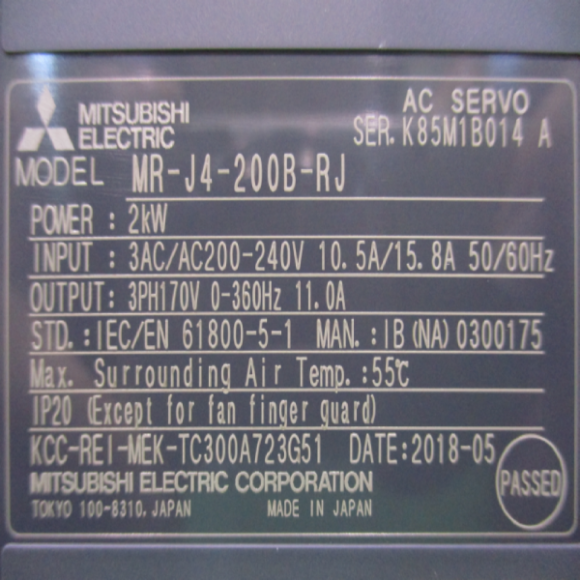 MITSUBISHI ELECTRIC
AC SERVO
SER. K85M1B014 A
MODEL MR-J4-200B-RJ
POWER : 2kW
INPUT : 3AC/AC200-240V 10.5A/15.8A 50/60Hz
OUTPUT: 3PH170V 0-360Hz 11.0A
STD.:IEC/EN 61800-5-1 MAN.:IB(NA)0300175
Max. Surrounding Air Temp.:55℃
IP20 (Except for fan finger guard)
KCC-REI-MEK-TC300A723G51 DATE:2018-05
MITSUBISHI ELECTRIC CORPORATION
PASSED
TOKYO 100-8310, JAPAN MADE IN JAPAN